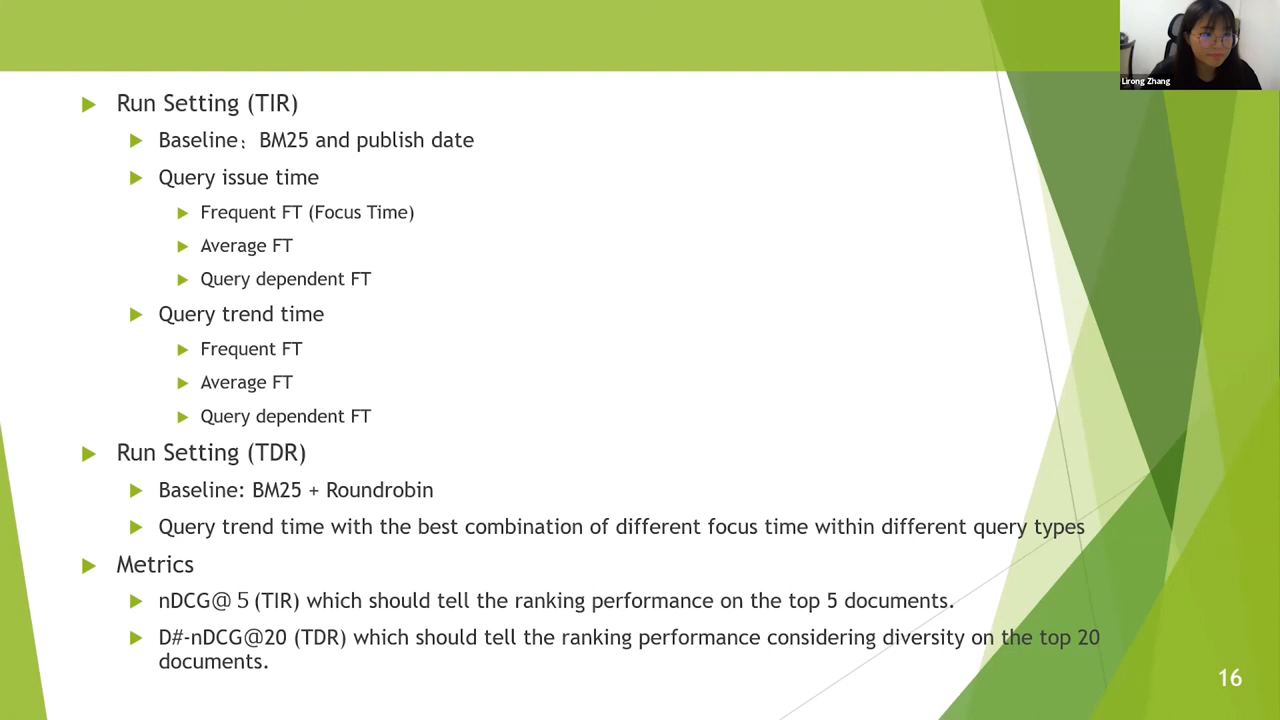 Lirong Zhang
Run Setting (TIR)
Baseline: BM25 and publish date
Query issue time
Frequent FT (Focus Time)
Average FT
Query dependent FT
Query trend time
Frequent FT
Average FT
Query dependent FT
Run Setting (TDR)
Baseline: BM25 + Roundrobin
Query trend time with the best combination of different focus time within different query types
Metrics
nDCG@５(TIR) which should tell the ranking performance on the top 5 documents.
D#-nDCG@20 (TDR) which should tell the ranking performance considering diversity on the top 20
documents.
16